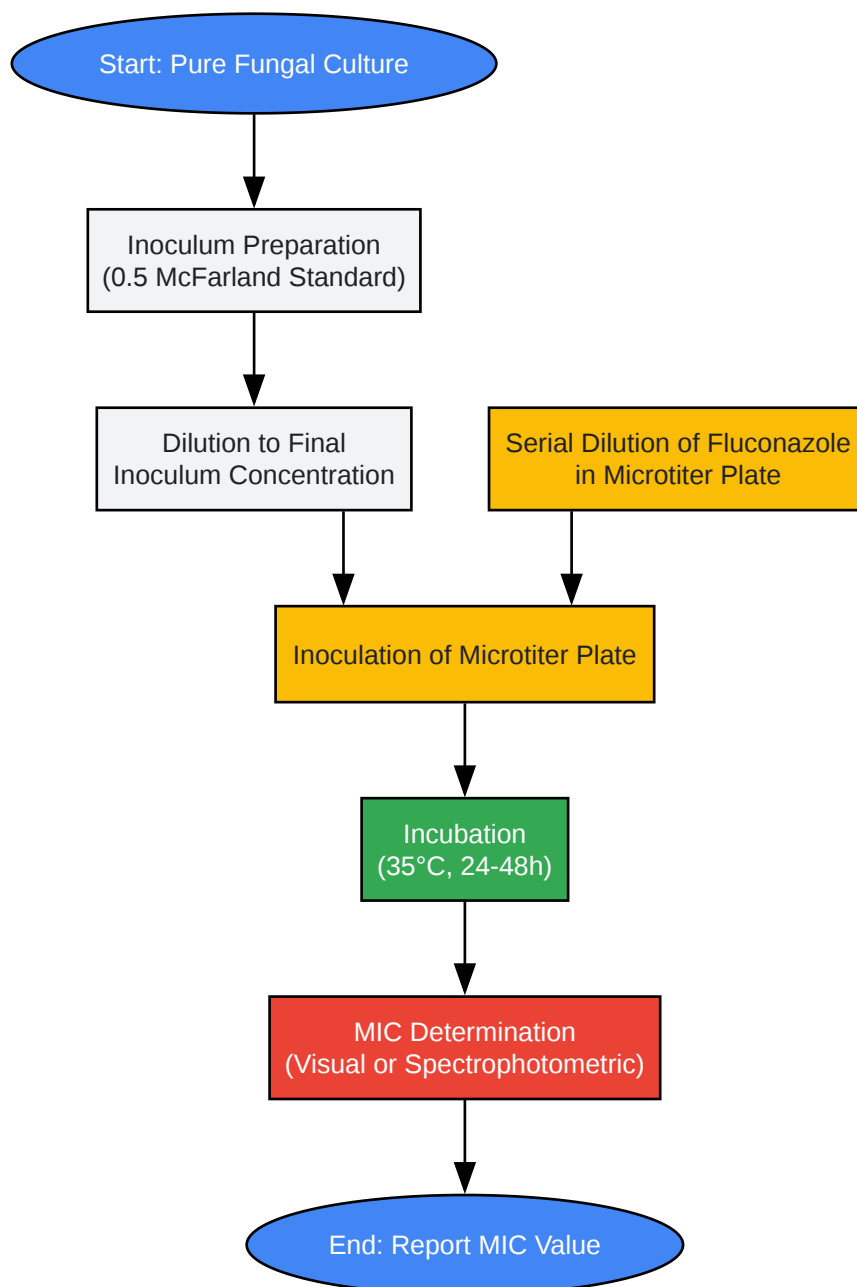 Start: Pure Fungal Culture
Inoculum Preparation
(0.5 McFarland Standard)
Dilution to Final
Inoculum Concentration
Serial Dilution of Fluconazole
in Microtiter Plate
Inoculation of Microtiter Plate
Incubation
(35°C, 24-48h)
MIC Determination
(Visual or Spectrophotometric)
End: Report MIC Value